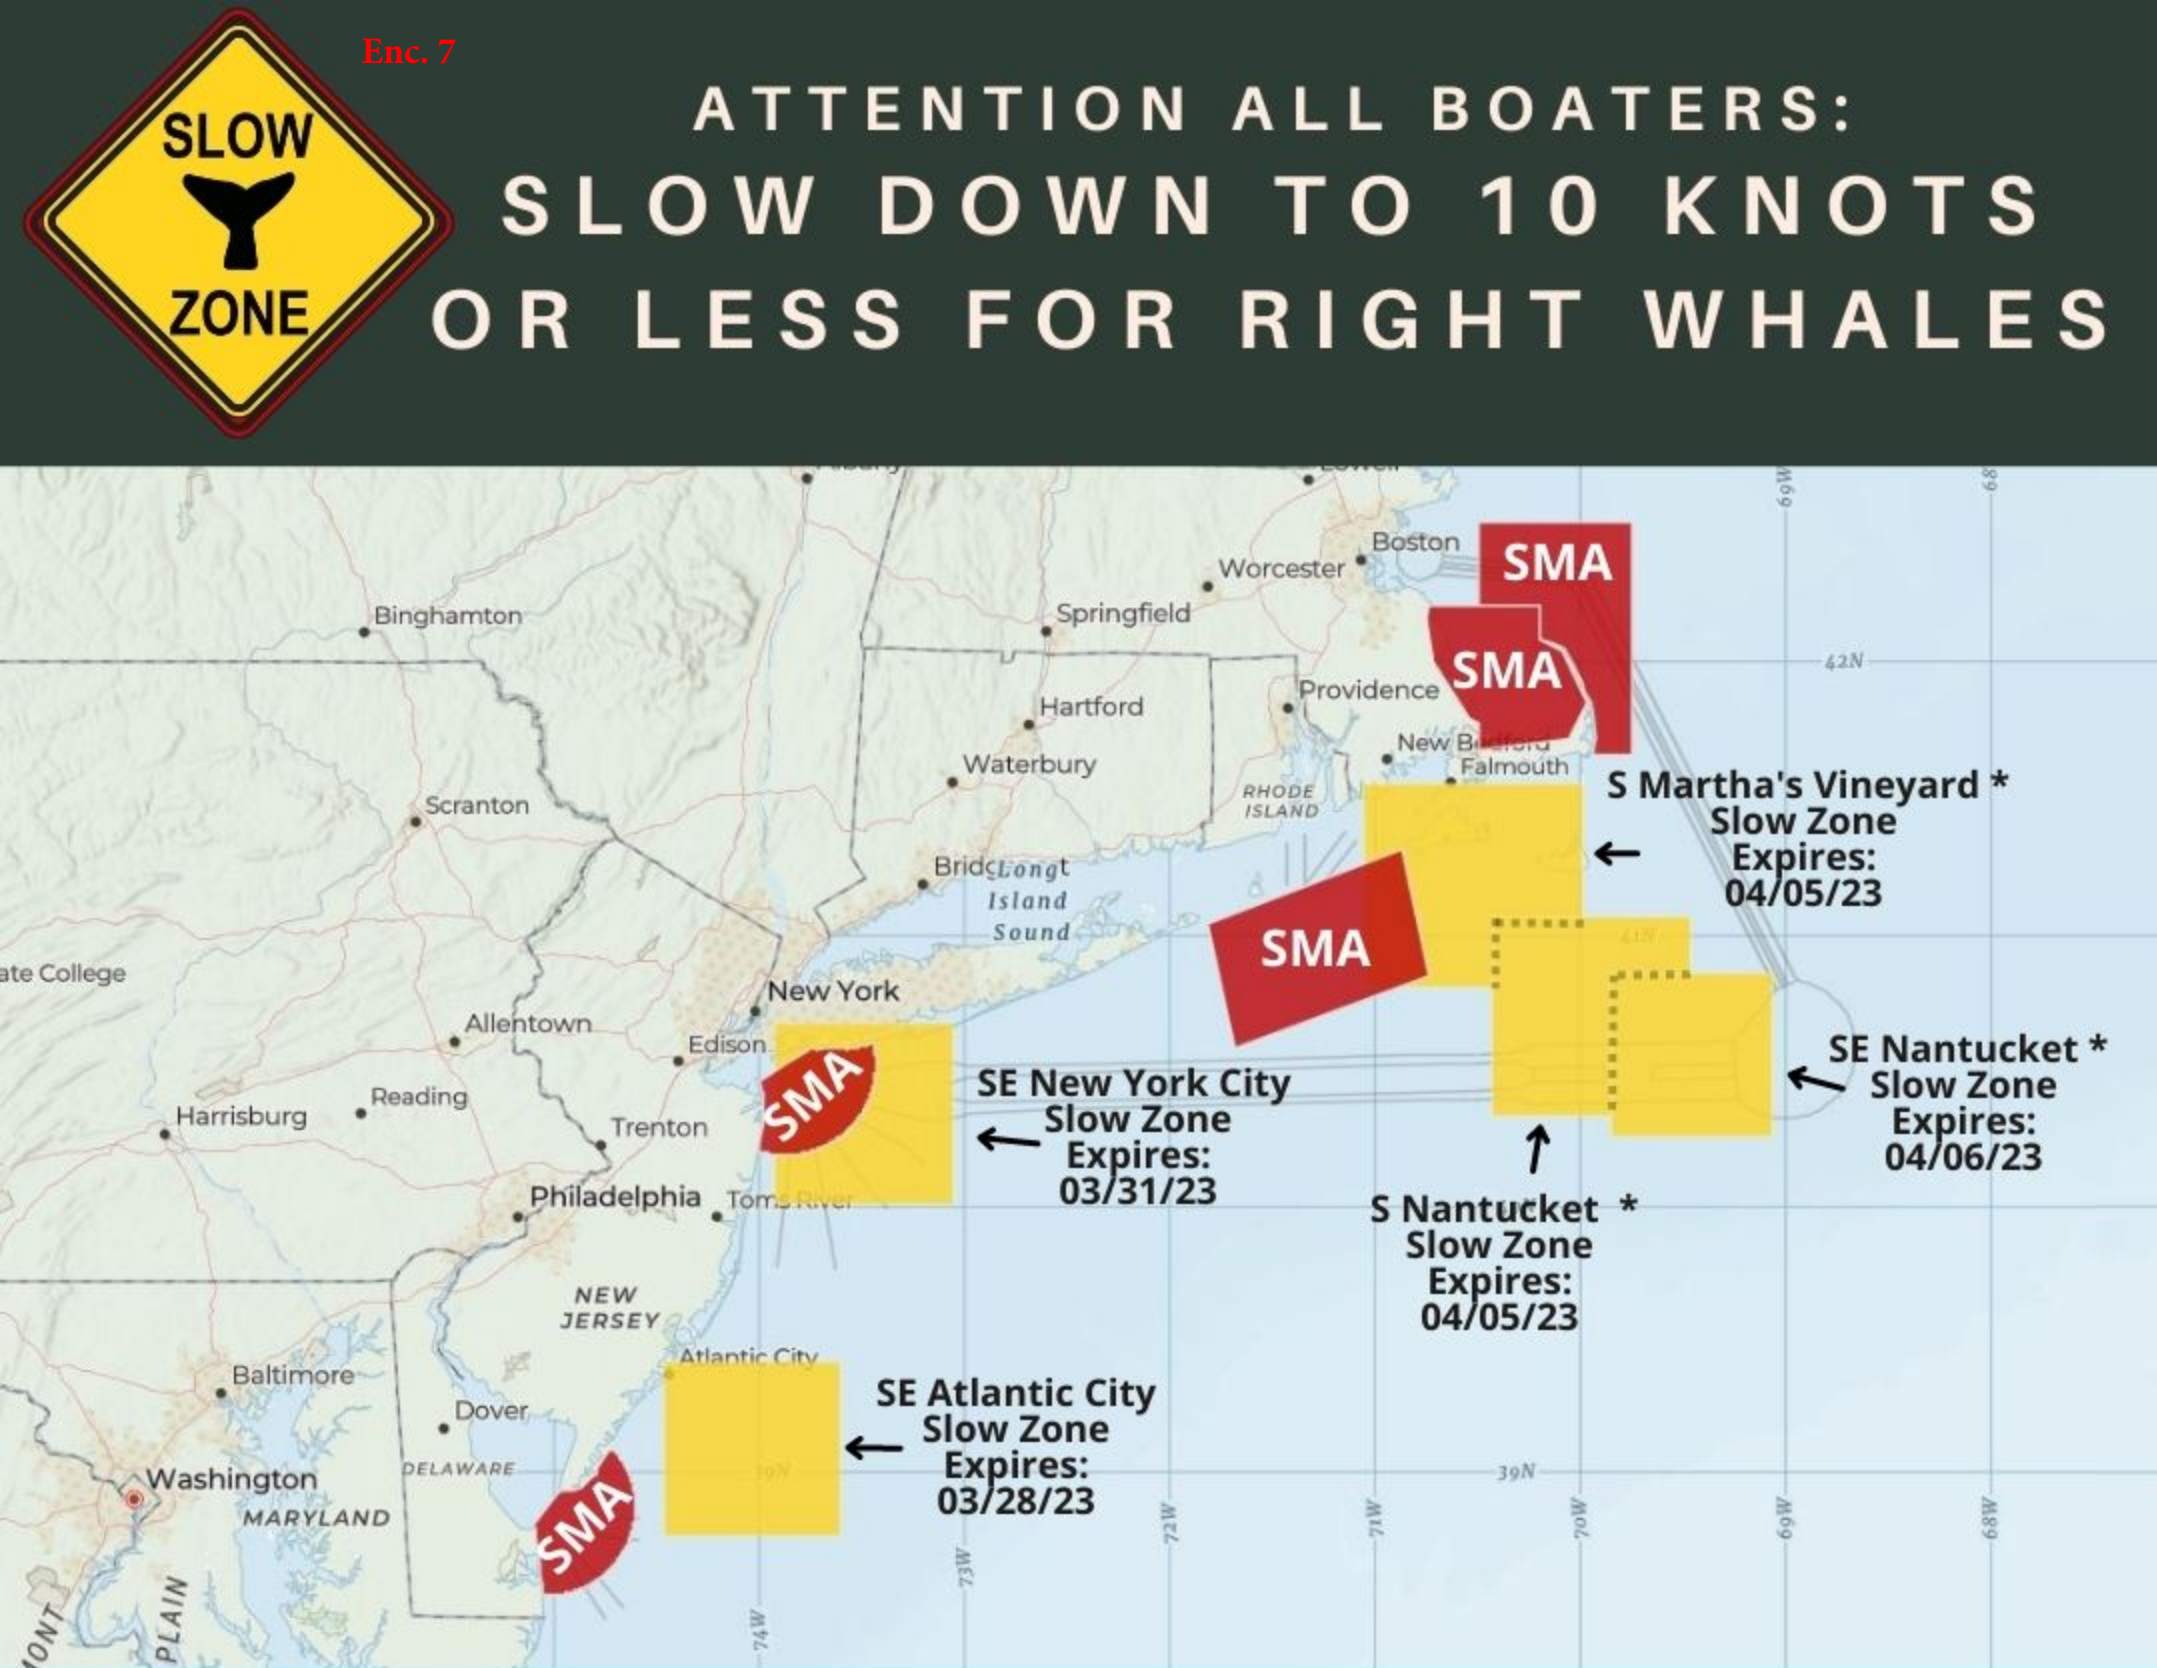 Enc. 7
SLOW
ZONE
ATTENTION ALL BOATERS:
SLOW DOWN TO 10 KNOTS
OR LESS FOR RIGHT WHALES
69W
68
Boston
SMA
Worcester
Binghamton
Springfield
SMA
42N
Providence
Hartford
New Bedford
Falmouth
Waterbury
RHODE
ISLAND
Scranton
S Martha's Vineyard *
Slow Zone
Expires:
04/05/23
Long
Island
Sound
SMA
41N
ate College
New York
Allentown
Edison
SMA
SE New York City
Slow Zone
Expires:
03/31/23
SE Nantucket *
Slow Zone
Expires:
04/06/23
Reading
Harrisburg
Trenton
Philadelphia
Toms River
S Nantucket *
Slow Zone
Expires:
04/05/23
NEW
JERSEY
Atlantic City
Baltimore
SE Atlantic City
Slow Zone
Expires:
03/28/23
Dover
DELAWARE
39N
39N
Washington
MARYLAND
SMA
74W
73W
72W
71W
70W
69W
68W
MONT
PLAIN